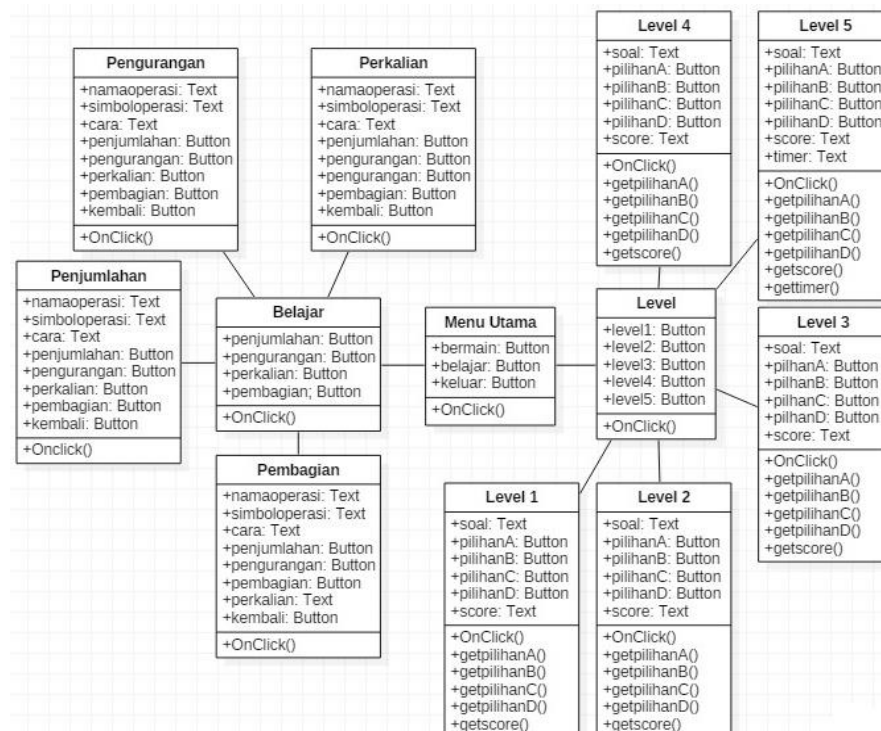 Pengurangan
+namaoperasi: Text
+simboloperasi: Text
+cara: Text
+penjumlahan: Button
+pengurangan: Button
+perkalian: Button
+pembagian: Button
+kembali: Button
+OnClick()
Perkalian
+namaoperasi: Text
+simboloperasi: Text
+cara: Text
+penjumlahan: Button
+pengurangan: Button
+pengurangan: Button
+pembagian: Button
+kembali: Button
+OnClick()
Level 4
+soal: Text
+pilihanA: Button
+pilihanB: Button
+pilihanC: Button
+pilihanD: Button
+score: Text
+OnClick()
+getpilihanA()
+getpilihanB()
+getpilihanC()
+getpilihanD()
+getscore()
Level 5
+soal: Text
+pilihanA: Button
+pilihanB: Button
+pilihanC: Button
+pilihanD: Button
+score: Text
+timer: Text
+OnClick()
+getpilihanA()
+getpilihanB()
+getpilihanC()
+getpilihanD()
+getscore()
+gettimer()
Penjumlahan
+namaoperasi: Text
+simboloperasi: Text
+cara: Text
+penjumlahan: Button
+pengurangan: Button
+perkalian: Button
+pembagian: Button
+kembali: Button
+Onclick()
Belajar
+penjumlahan: Button
+pengurangan: Button
+perkalian: Button
+pembagian; Button
+OnClick()
Menu Utama
+bermain: Button
+belajar: Button
+keluar: Button
+OnClick()
Level
+level1: Button
+level2: Button
+level3: Button
+level4: Button
+level5: Button
+OnClick()
Level 3
+soal: Text
+pilhanA: Button
+pilhanB: Button
+pilhanC: Button
+pilhanD: Button
+score: Text
+OnClick()
+getpilihanA()
+getpilihanB()
+getpilihanC()
+getpilihanD()
+getscore()
Pembagian
+namaoperasi: Text
+simboloperasi: Text
+cara: Text
+penjumlahan: Button
+pengurangan: Button
+pembagian: Button
+perkalian: Text
+kembali: Button
+OnClick()
Level 1
+soal: Text
+pilihanA: Button
+pilihanB: Button
+pilihanC: Button
+pilihanD: Button
+score: Text
+OnClick()
+getpilihanA()
+getpilihanB()
+getpilihanC()
+getpilihanD()
+getscore()
Level 2
+soal: Text
+pilihanA: Button
+pilihanB: Button
+pilihanC: Button
+pilihanD: Button
+score: Text
+OnClick()
+getpilihanA()
+getpilihanB()
+getpilihanC()
+getpilihanD()
+getscore()